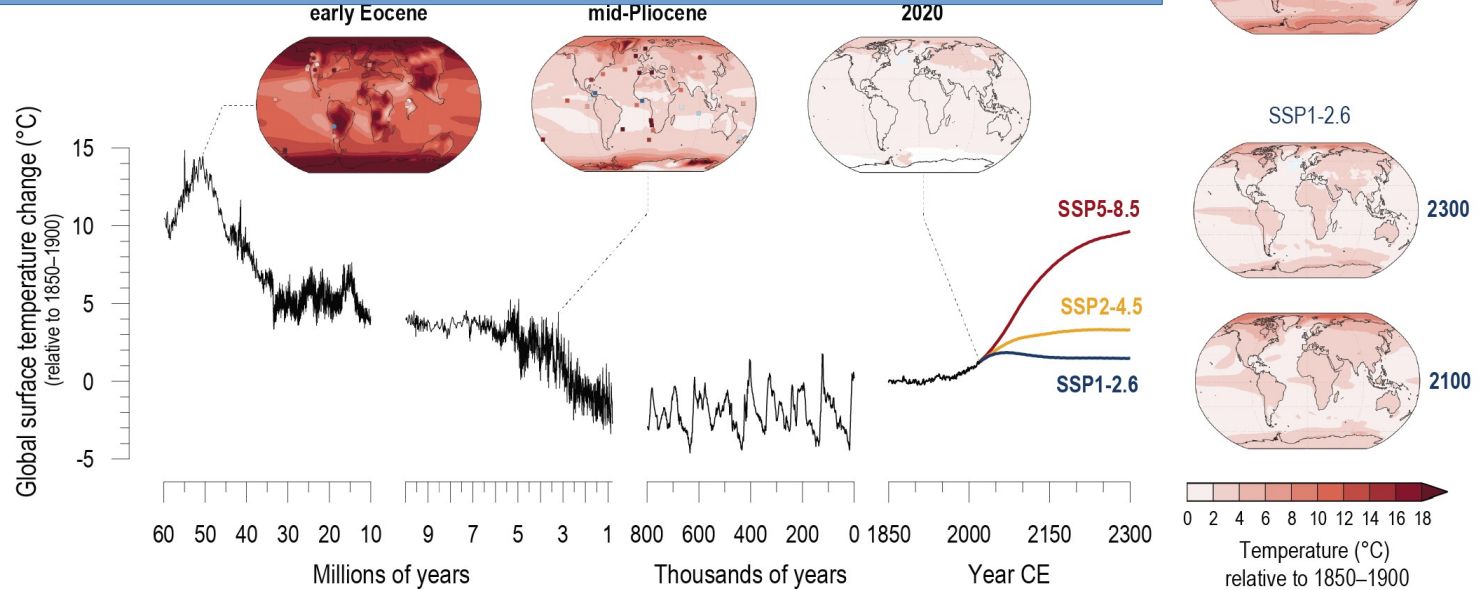 early Eocene
mid-Pliocene
2020
Global surface temperature change (°C)
(relative to 1850–1900)
15
10
5
0
-5
SSP5-8.5
SSP2-4.5
SSP1-2.6
60 50 40 30 20 10
9 7 5 3 1
800 600 400 200 0
1850 2000 2150 2300
Millions of years
Thousands of years
Year CE
SSP1-2.6
2300
2100
0 2 4 6 8 10 12 14 16 18
Temperature (°C)
relative to 1850–1900